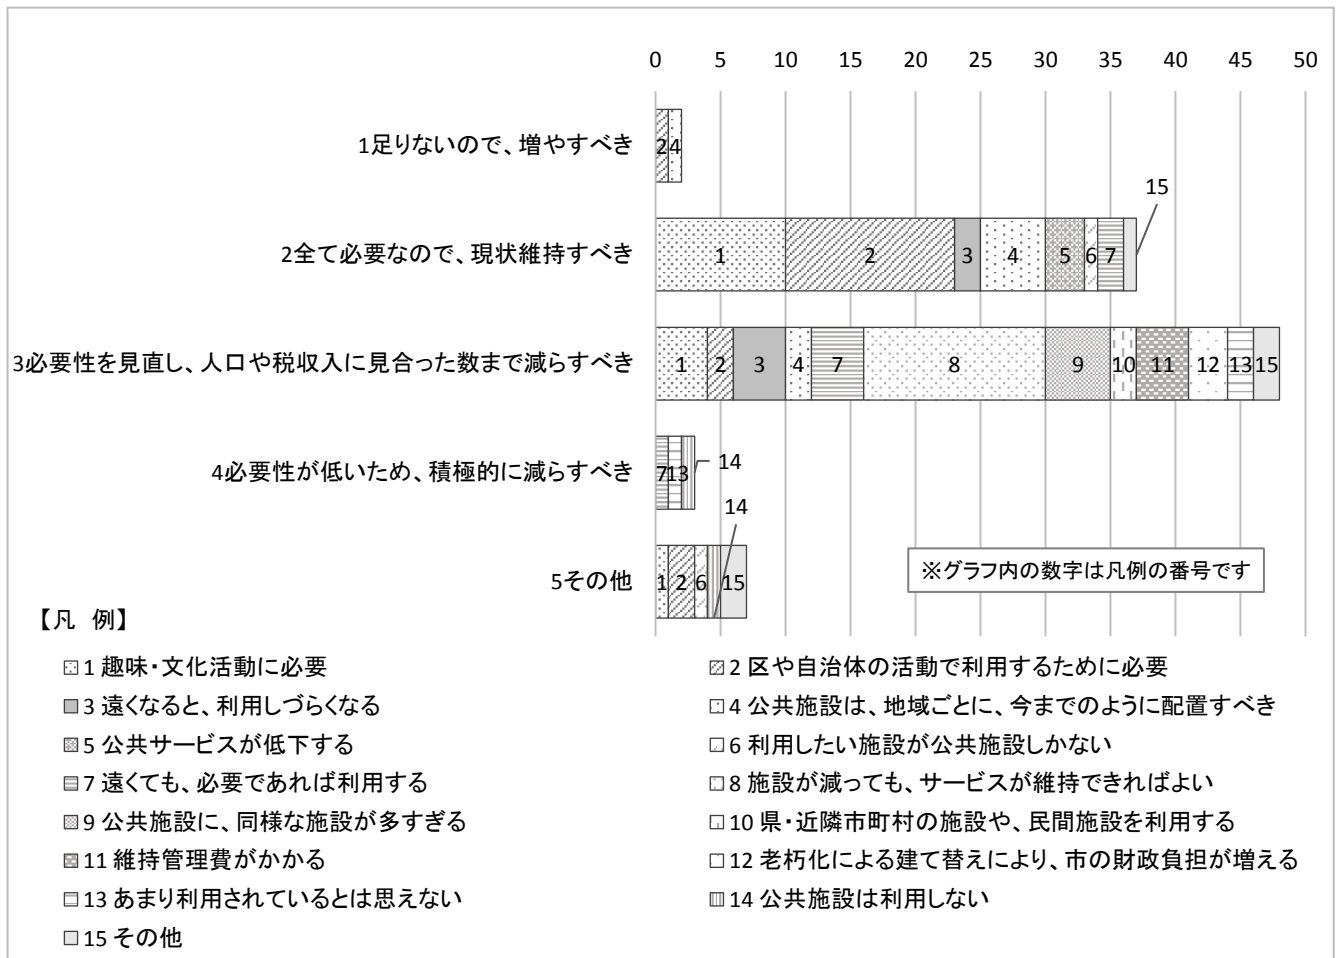 0 5 10 15 20 25 30 35 40 45 50
1足りないので、増やすべき
2 4
15
2全て必要なので、現状維持すべき
1 2 3 4 5 6 7
3必要性を見直し、人口や税収入に見合った数まで減らすべき
1 2 3 4 7 8 9 10 11 12 13 15
4必要性が低いため、積極的に減らすべき
7 13 14
14
5その他
1 2 6 15
※グラフ内の数字は凡例の番号です
【凡 例】
1 趣味・文化活動に必要
2 区や自治体の活動で利用するために必要
3 遠くなると、利用しづらくなる
4 公共施設は、地域ごとに、今までのように配置すべき
5 公共サービスが低下する
6 利用したい施設が公共施設しかない
7 遠くても、必要であれば利用する
8 施設が減っても、サービスが維持できればよい
9 公共施設に、同様な施設が多すぎる
10 県・近隣市町村の施設や、民間施設を利用する
11 維持管理費がかかる
12 老朽化による建て替えにより、市の財政負担が増える
13 あまり利用されているとは思えない
14 公共施設は利用しない
15 その他